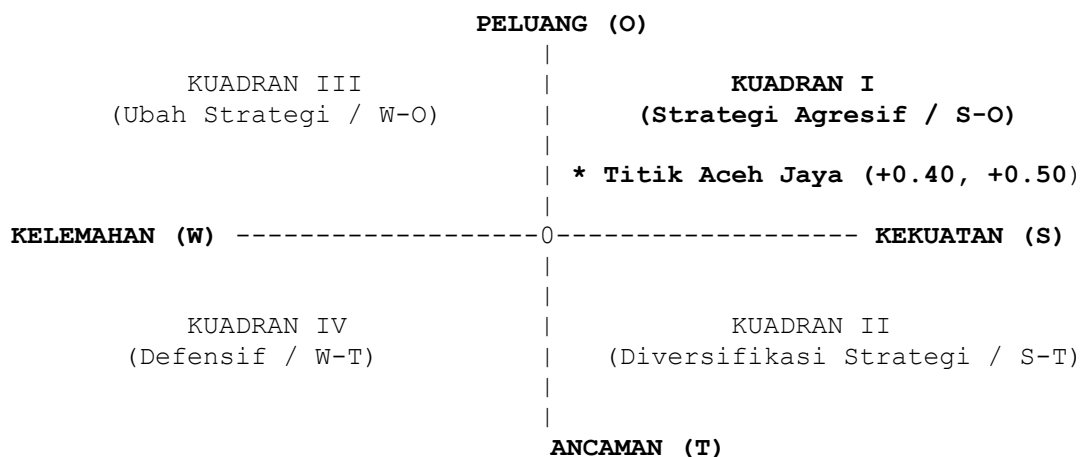 PELUANG (O)
KUADRAN III KUADRAN I
(Ubah Strategi / W-O) (Strategi Agresif / S-O)
* Titik Aceh Jaya (+0.40, +0.50)
KELEMAHAN (W) -------------------0------------------- KEKUATAN (S)
KUADRAN IV KUADRAN II
(Defensif / W-T) (Diversifikasi Strategi / S-T)
ANCAMAN (T)